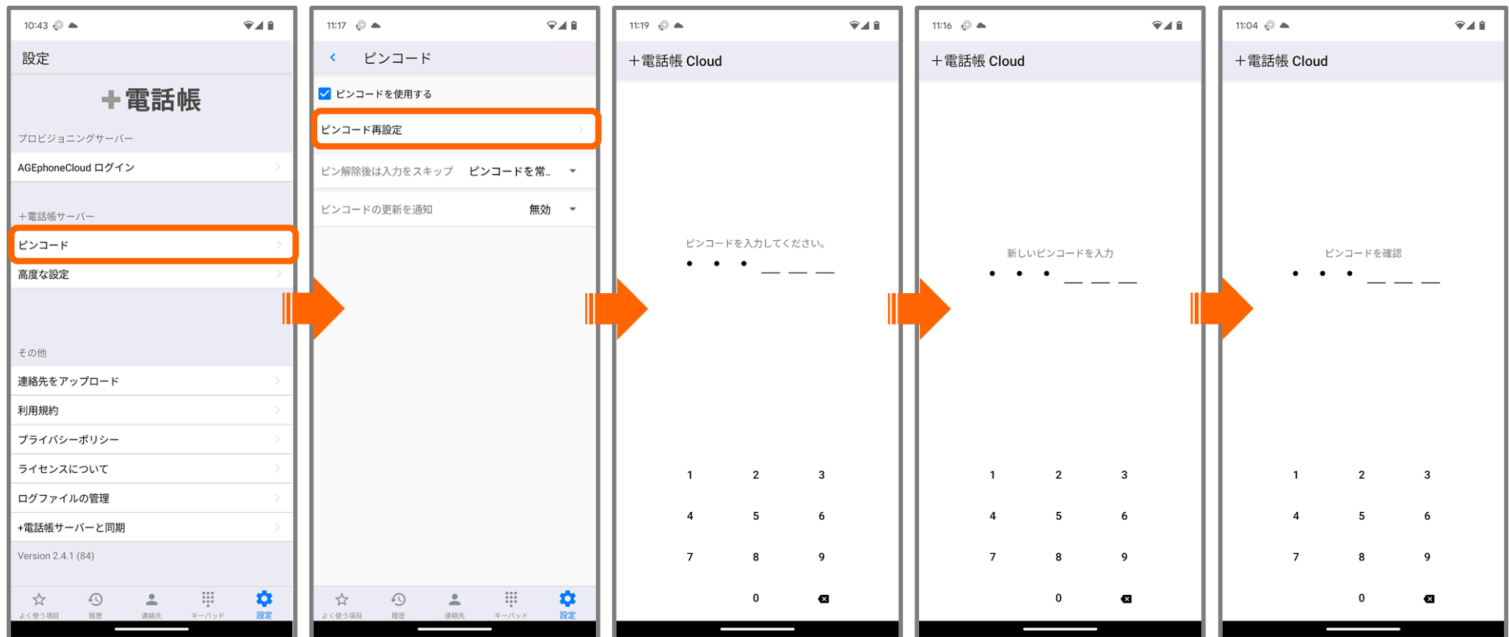 10:43
設定
+電話帳
プロビジョニングサーバー
AGEphoneCloud ログイン
+電話帳サーバー
ピンコード
高度な設定
その他
連絡先をアップロード
利用規約
プライバシーポリシー
ライセンスについて
ログファイルの管理
+電話帳サーバーと同期
Version 2.4.1 (84)
よく使う項目 履歴 連絡先 キーパッド 設定
11:17
ピンコード
ピンコードを使用する
ピンコード再設定
ピン解除後は入力をスキップ ピンコードを常..
ピンコードの更新を通知 無効
よく使う項目 履歴 連絡先 キーパッド 設定
11:19
+電話帳 Cloud
ピンコードを入力してください。
1 2 3
4 5 6
7 8 9
0
11:16
+電話帳 Cloud
新しいピンコードを入力
1 2 3
4 5 6
7 8 9
0
11:04
+電話帳 Cloud
ピンコードを確認
1 2 3
4 5 6
7 8 9
0